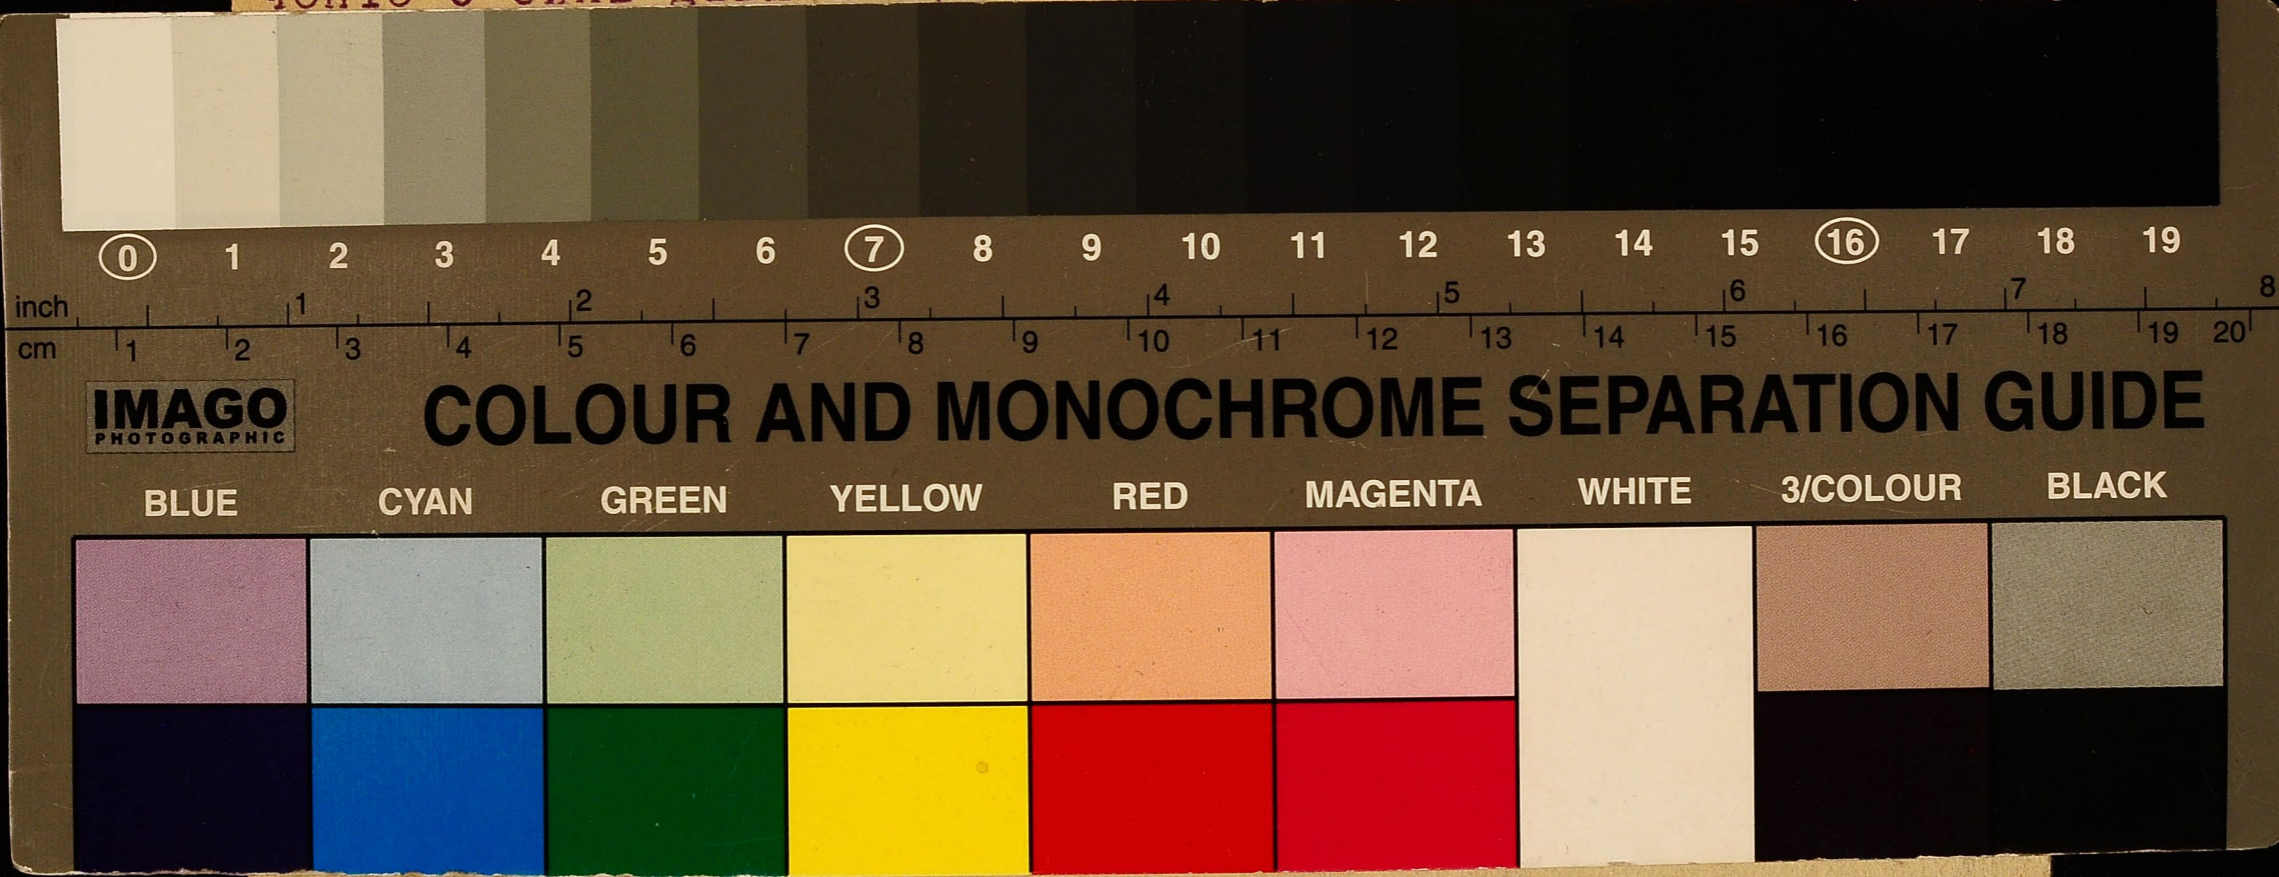 0 1 2 3 4 5 6 7 8 9 10 11 12 13 14 15 16 17 18 19
inch 1 2 3 4 5 6 7 8
cm 1 2 3 4 5 6 7 8 9 10 11 12 13 14 15 16 17 18 19 20
IMAGO
PHOTOGRAPHIC
COLOUR AND MONOCHROME SEPARATION GUIDE
BLUE CYAN GREEN YELLOW RED MAGENTA WHITE 3/COLOUR BLACK